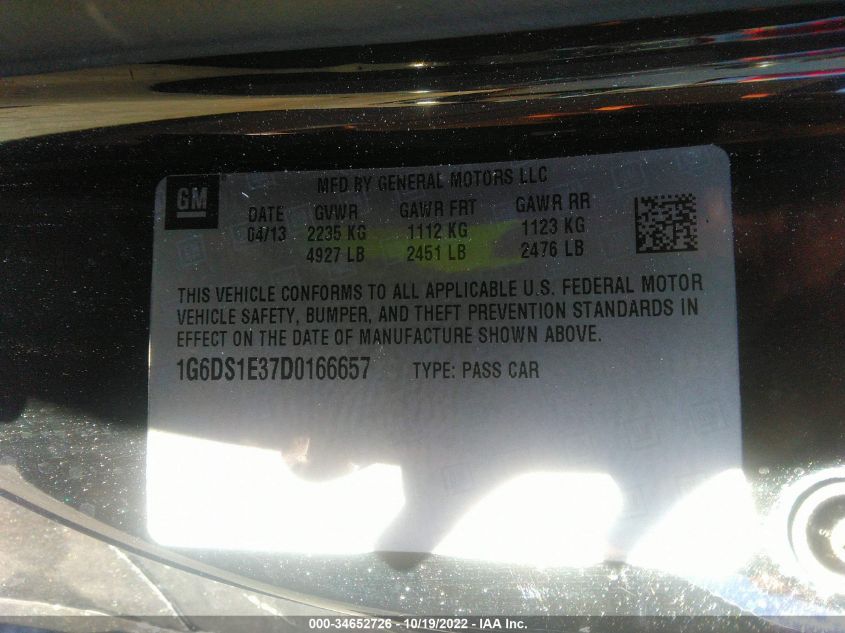 GM
MFD BY GENERAL MOTORS LLC
DATE GVWR GAWR FRT GAWR RR
04/13 2235 KG 1112 KG 1123 KG
4927 LB 2451 LB 2476 LB
THIS VEHICLE CONFORMS TO ALL APPLICABLE U.S. FEDERAL MOTOR
VEHICLE SAFETY, BUMPER, AND THEFT PREVENTION STANDARDS IN
EFFECT ON THE DATE OF MANUFACTURE SHOWN ABOVE.
1G6DS1E37D0166657 TYPE: PASS CAR
000-34652726 - 10/19/2022 - IAA Inc.